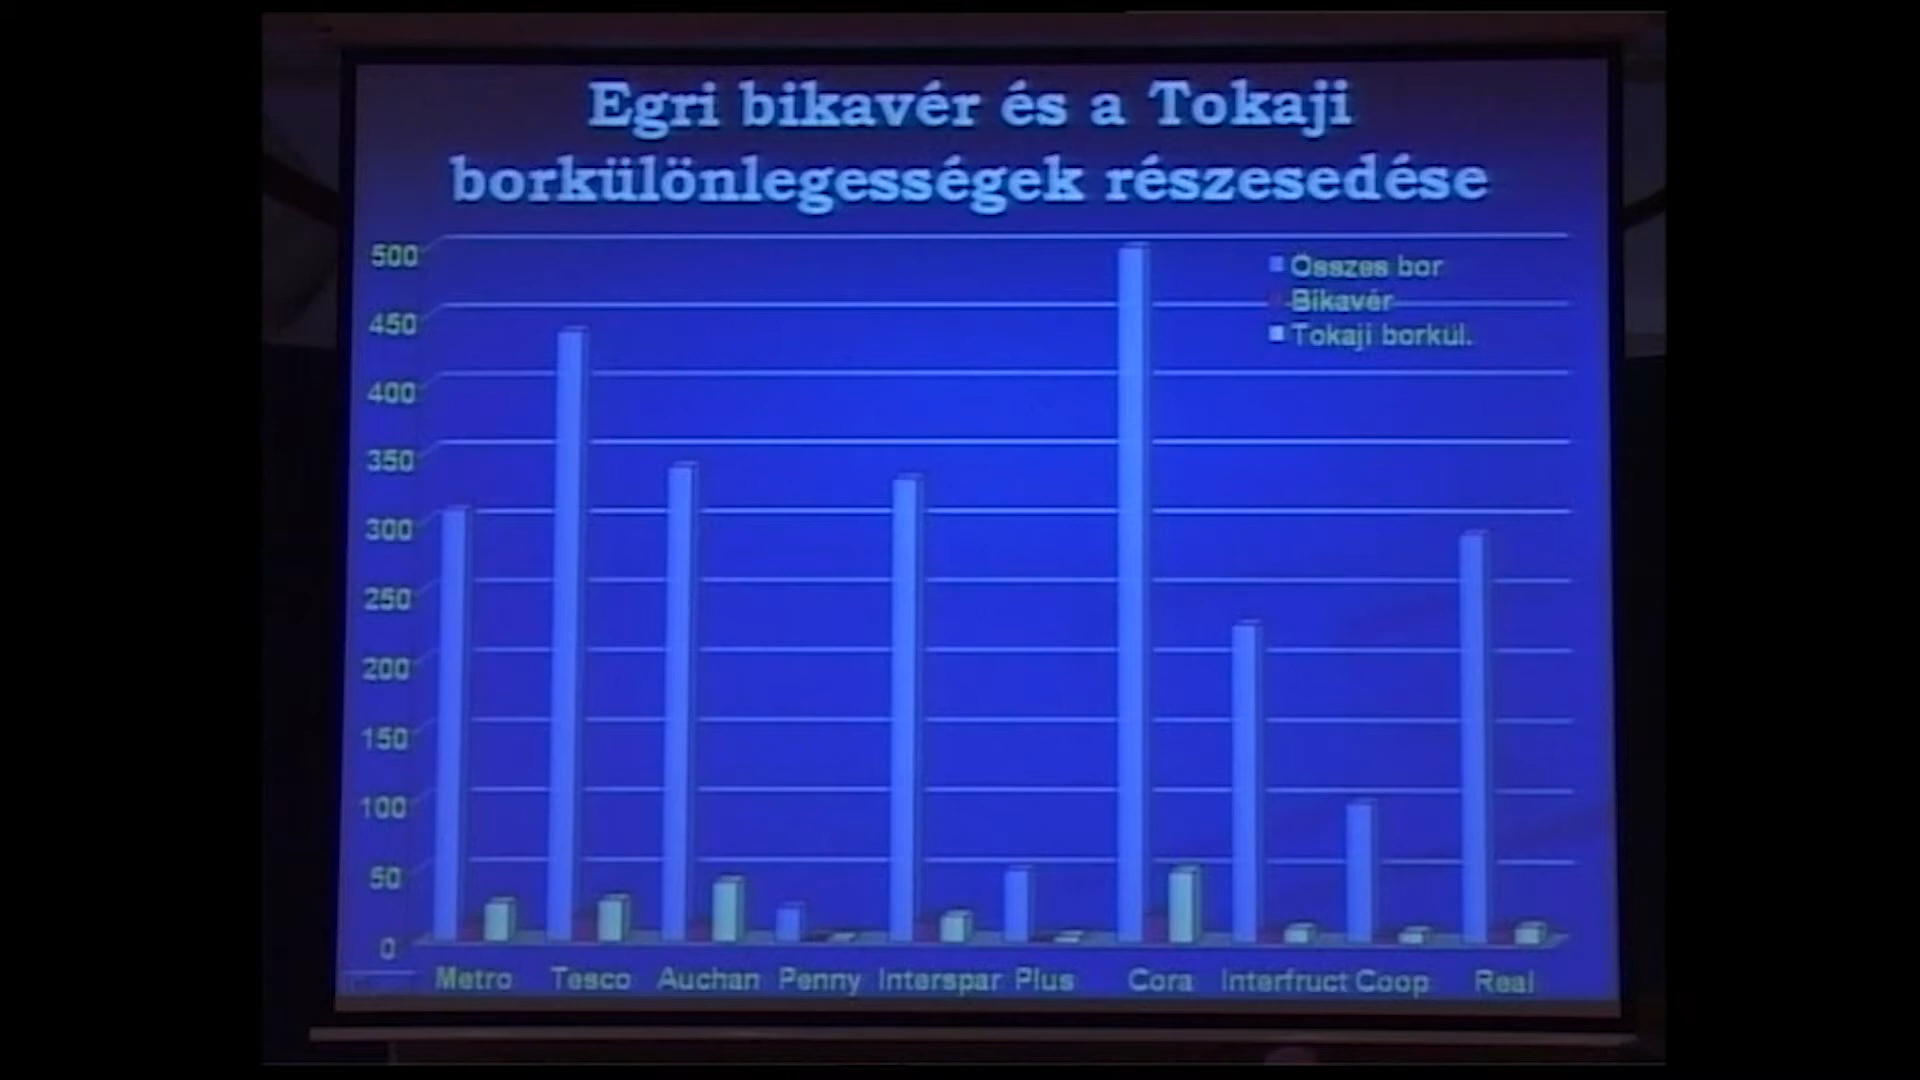 Egri bikavér és a Tokaji
borkülönlegességek részesedése
500
450
400
350
300
250
200
150
100
50
0
Összes bor
Bikavér
Tokaji borkül.
Metro Tesco Auchan Penny Interspar Plus Cora Interfruct Coop Real